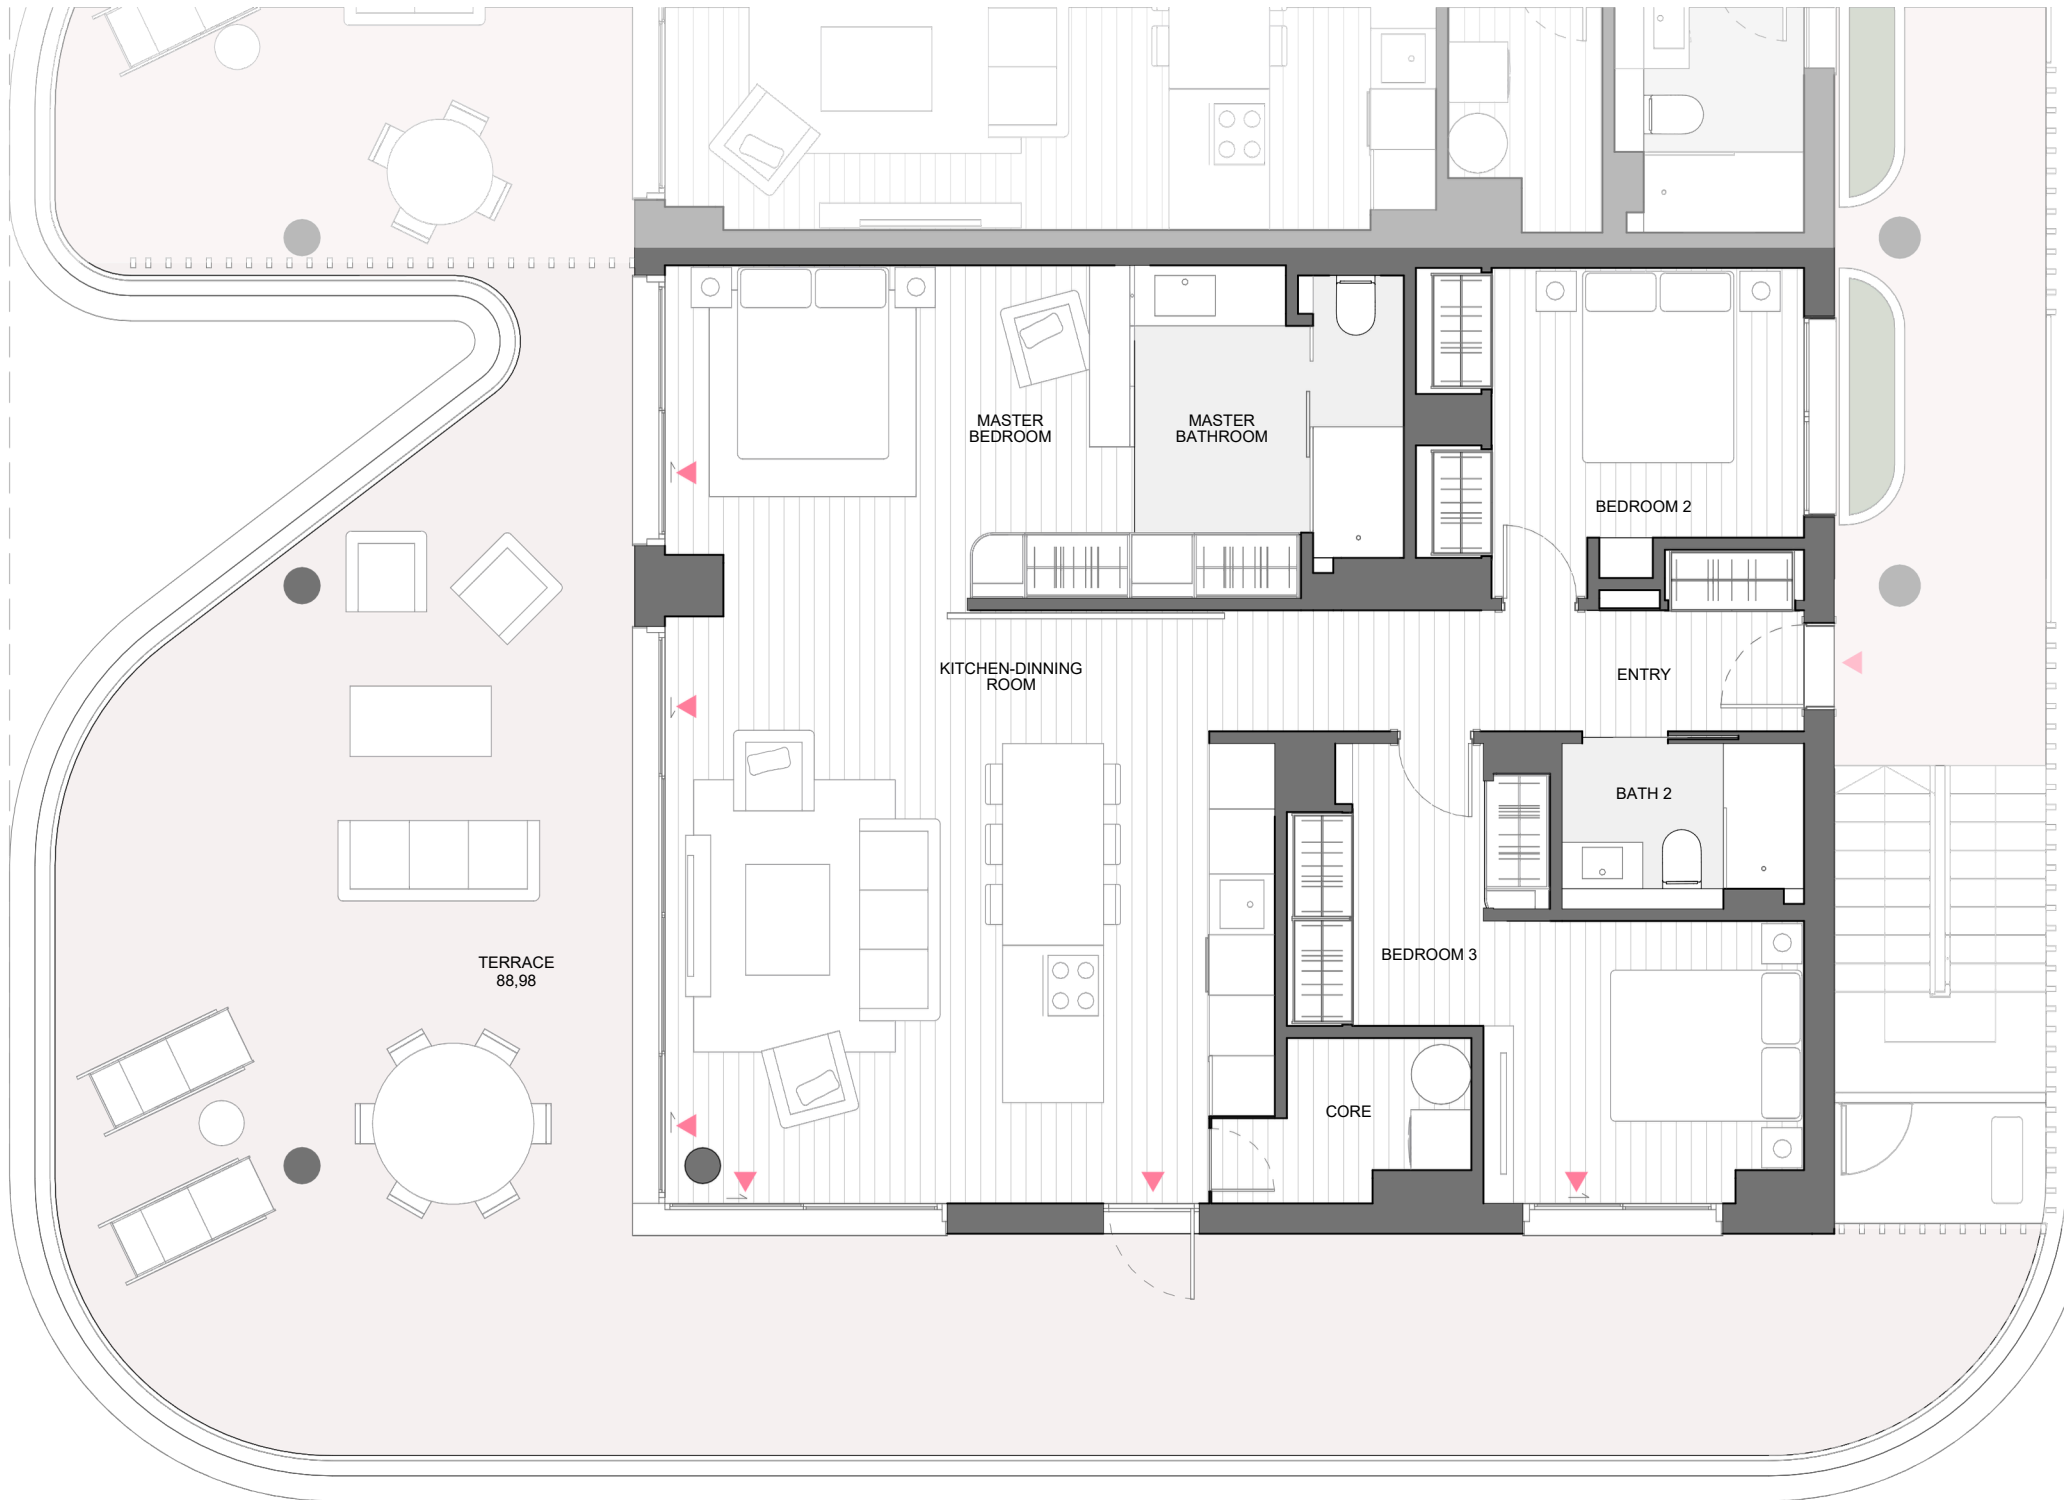 MASTER
BEDROOM
MASTER
BATHROOM
BEDROOM 2
KITCHEN-DINNING
ROOM
ENTRY
BATH 2
TERRACE
88,98
BEDROOM 3
CORE